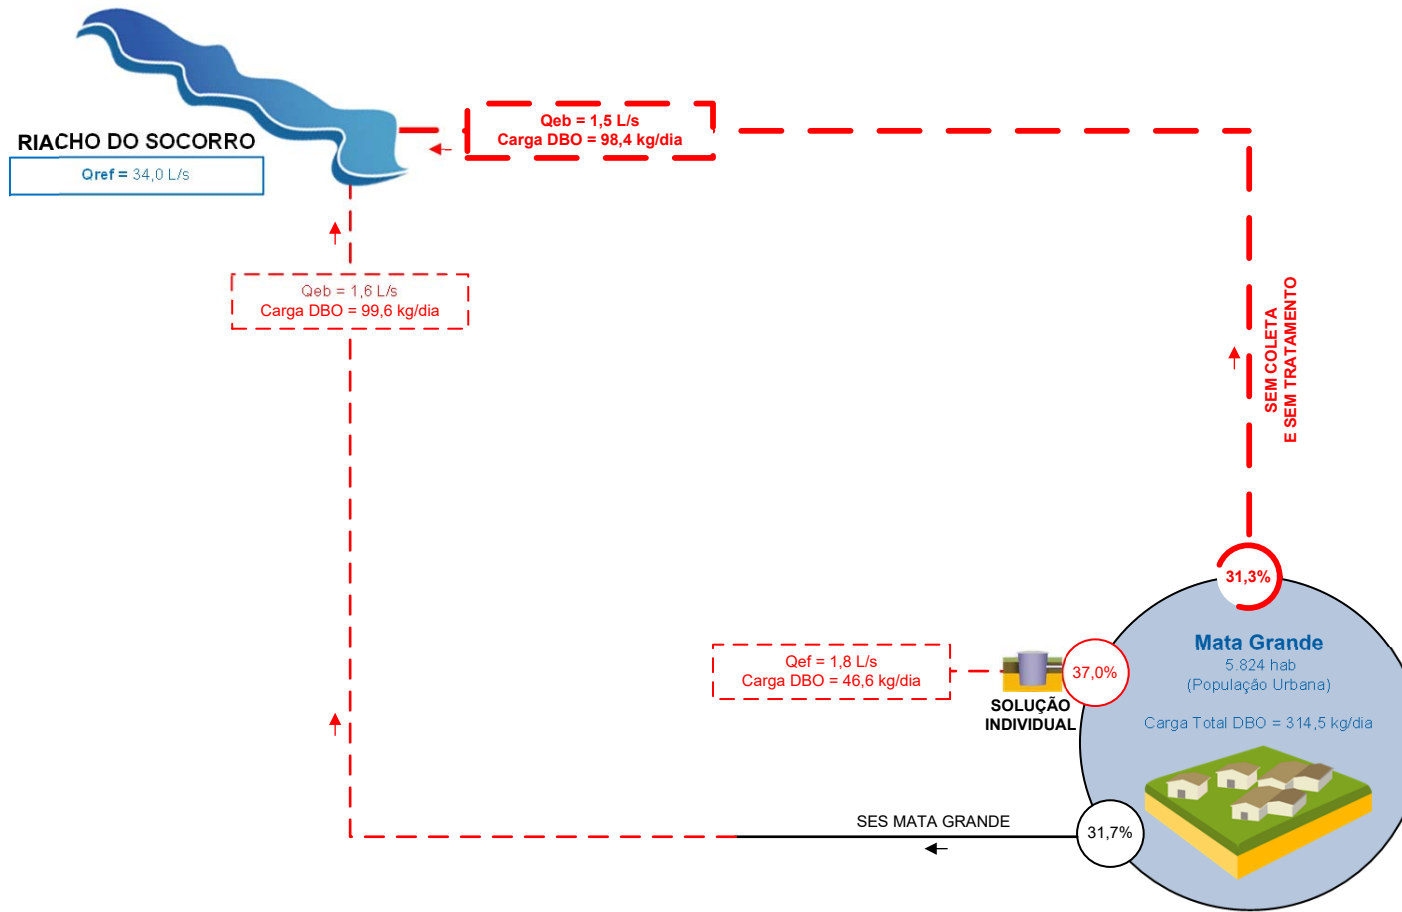 RIACHO DO SOCORRO
Qref = 34,0 L/s
Qeb = 1,5 L/s
Carga DBO = 98,4 kg/dia
Qeb = 1,6 L/s
Carga DBO = 99,6 kg/dia
SEM COLETA
E SEM TRATAMENTO
31,3%
Mata Grande
5.824 hab
(População Urbana)
Carga Total DBO = 314,5 kg/dia
Qef = 1,8 L/s
Carga DBO = 46,6 kg/dia
37,0%
SOLUÇÃO
INDIVIDUAL
SES MATA GRANDE
31,7%